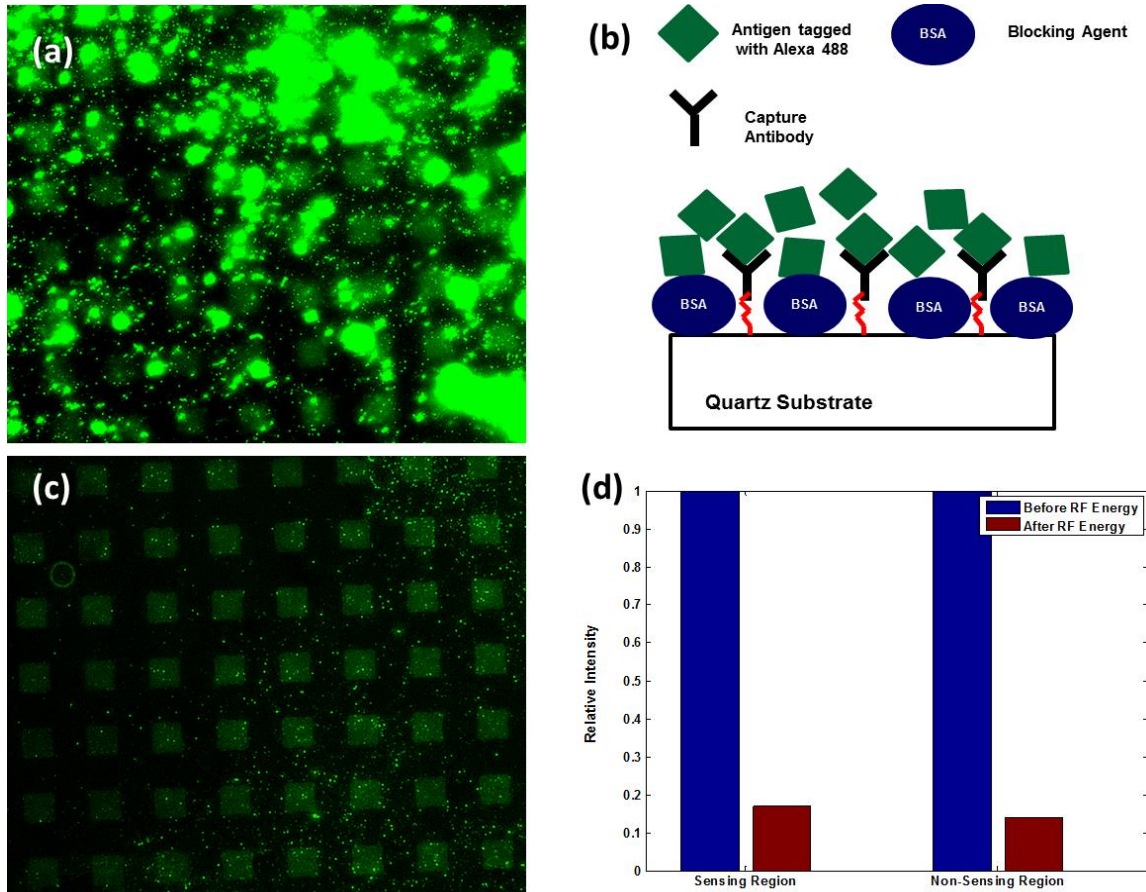 (a)
(b)
Antigen tagged
with Alexa 488
BSA
Blocking Agent
Capture
Antibody
BSA
BSA
BSA
BSA
Quartz Substrate
(c)
(d)
1
0.9
0.8
0.7
0.6
0.5
0.4
0.3
0.2
0.1
0
Relative Intensity
Before RF Energy
After RF Energy
Sensing Region
Non-Sensing Region